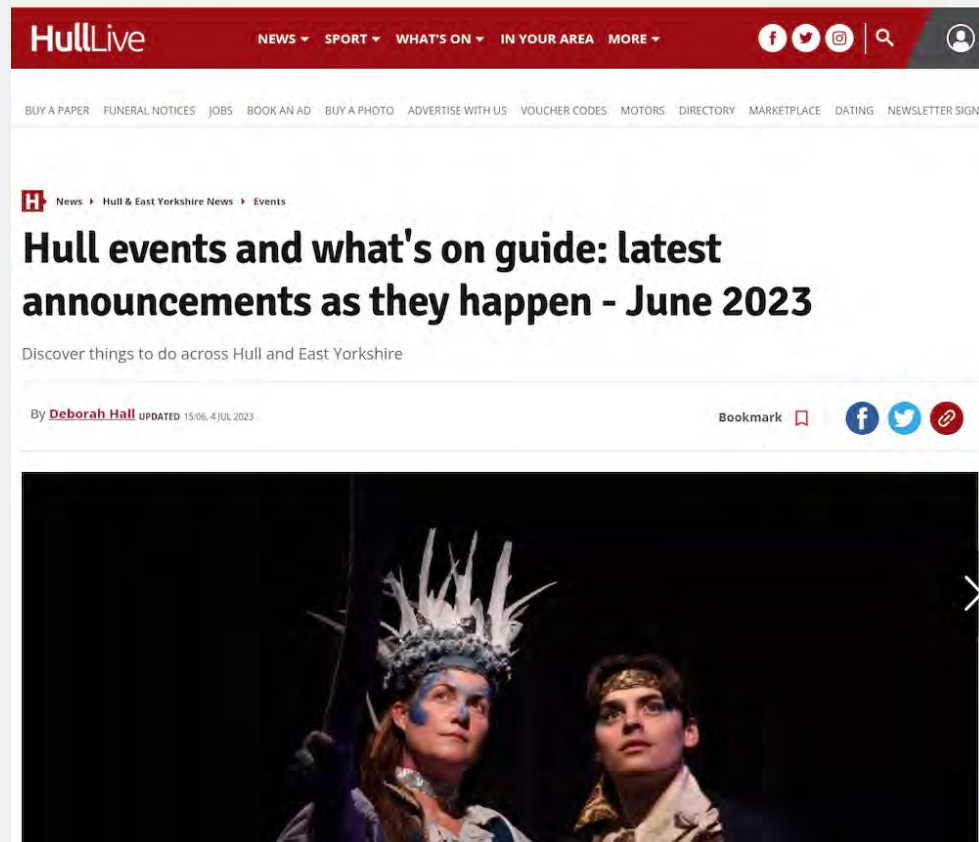 HullLive
NEWS SPORT WHAT'S ON IN YOUR AREA MORE
BUY A PAPER FUNERAL NOTICES JOBS BOOK AN AD BUY A PHOTO ADVERTISE WITH US VOUCHER CODES MOTORS DIRECTORY MARKETPLACE DATING NEWSLETTER SIGN
H News Hull & East Yorkshire News Events
Hull events and what's on guide: latest
announcements as they happen - June 2023
Discover things to do across Hull and East Yorkshire
By Deborah Hall UPDATED 15:06, 4 JUL 2023
Bookmark